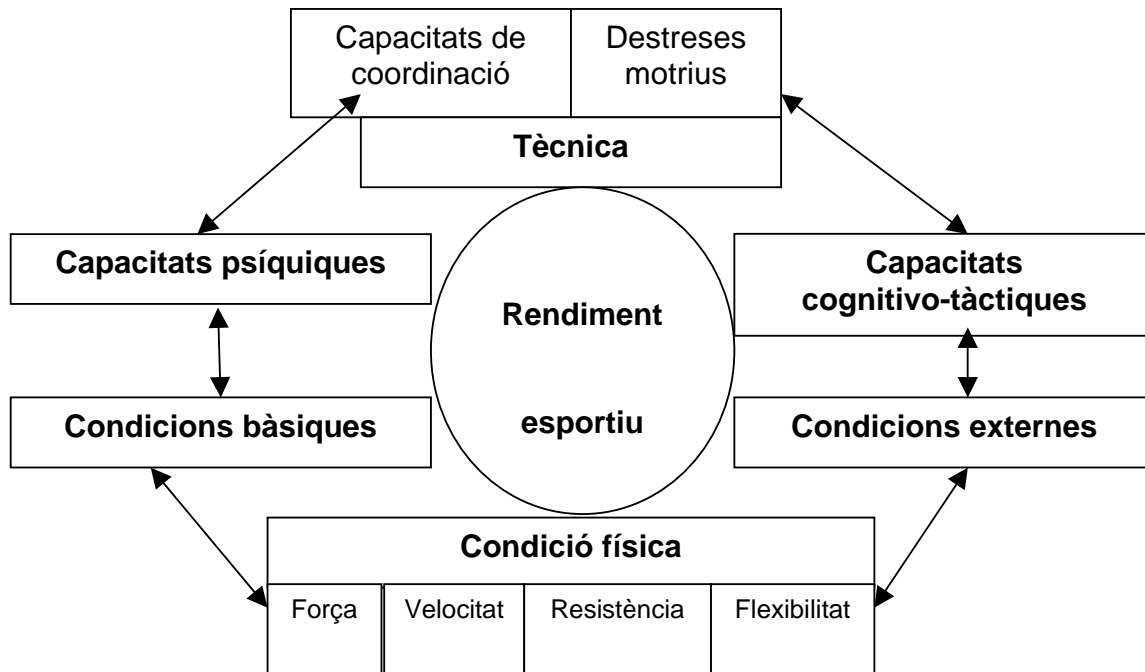 Capacitats de
coordinació
Destreses
motrius
Tècnica
Capacitats psíquiques
Capacitats
cognitivo-tàctiques
Rendiment
esportiu
Condicions bàsiques
Condicions externes
Condició física
Força
Velocitat
Resistència
Flexibilitat